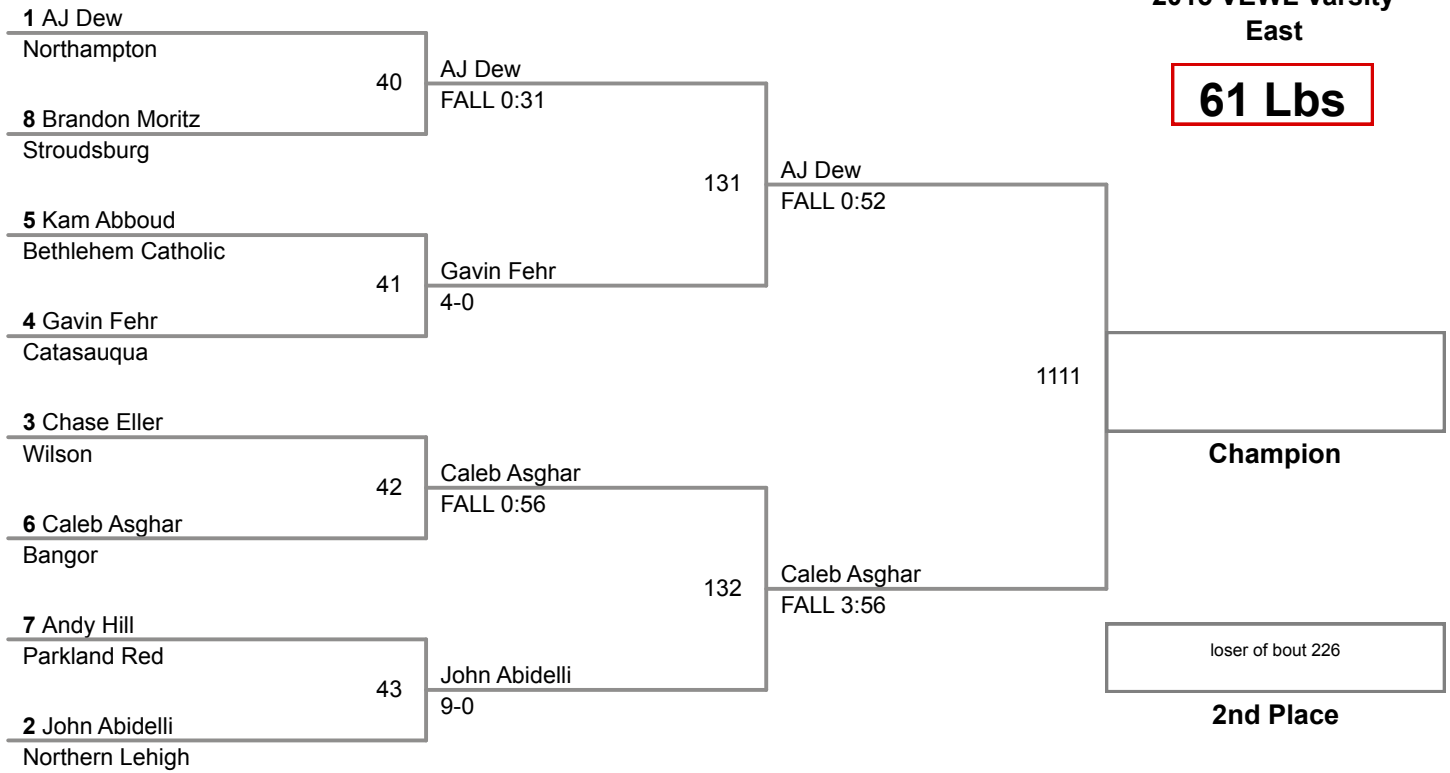 2015 VEWL Varsity
East
61 Lbs
1 AJ Dew
Northampton
40
8 Brandon Moritz
Stroudsburg
5 Kam Abboud
Bethlehem Catholic
41
4 Gavin Fehr
Catasauqua
3 Chase Eller
Wilson
42
6 Caleb Asghar
Bangor
7 Andy Hill
Parkland Red
43
2 John Abidelli
Northern Lehigh
AJ Dew
FALL 0:31
131
Gavin Fehr
4-0
Caleb Asghar
FALL 0:56
132
John Abidelli
9-0
AJ Dew
FALL 0:52
1111
Caleb Asghar
FALL 3:56
Champion
loser of bout 226
2nd Place